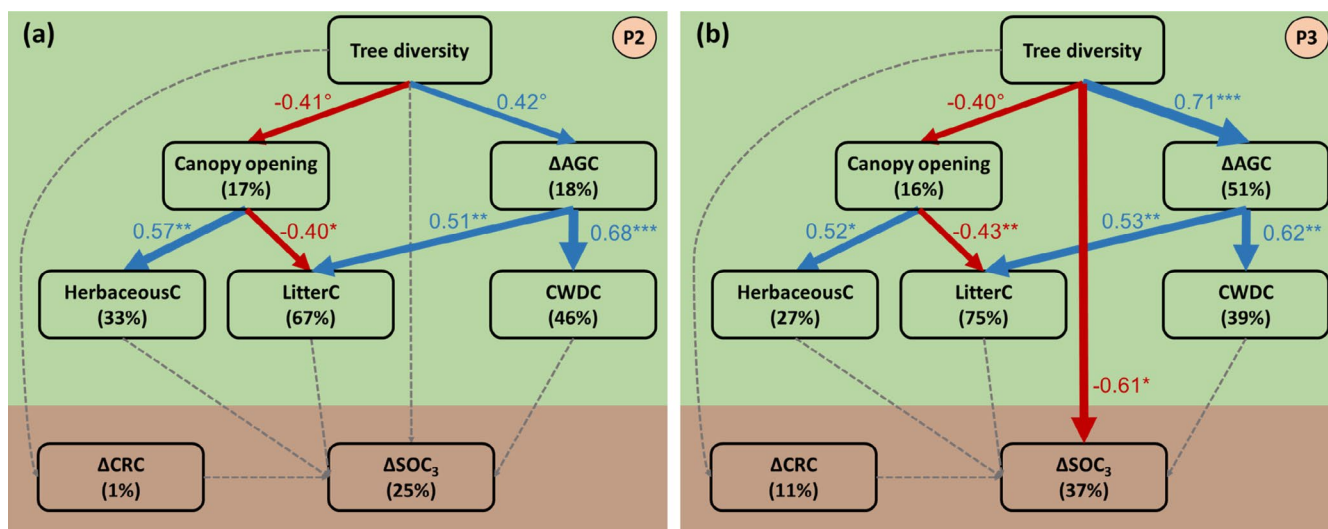 (a)
P2
Tree diversity
-0.41°
0.42°
Canopy opening
(17%)
ΔAGC
(18%)
0.57**
-0.40*
0.51**
0.68***
HerbaceousC
(33%)
LitterC
(67%)
CWDC
(46%)
ΔCRC
(1%)
ΔSOC₃
(25%)
(b)
P3
Tree diversity
-0.40°
0.71***
Canopy opening
(16%)
ΔAGC
(51%)
0.52*
-0.43**
0.53**
0.62**
HerbaceousC
(27%)
LitterC
(75%)
CWDC
(39%)
-0.61*
ΔCRC
(11%)
ΔSOC₃
(37%)